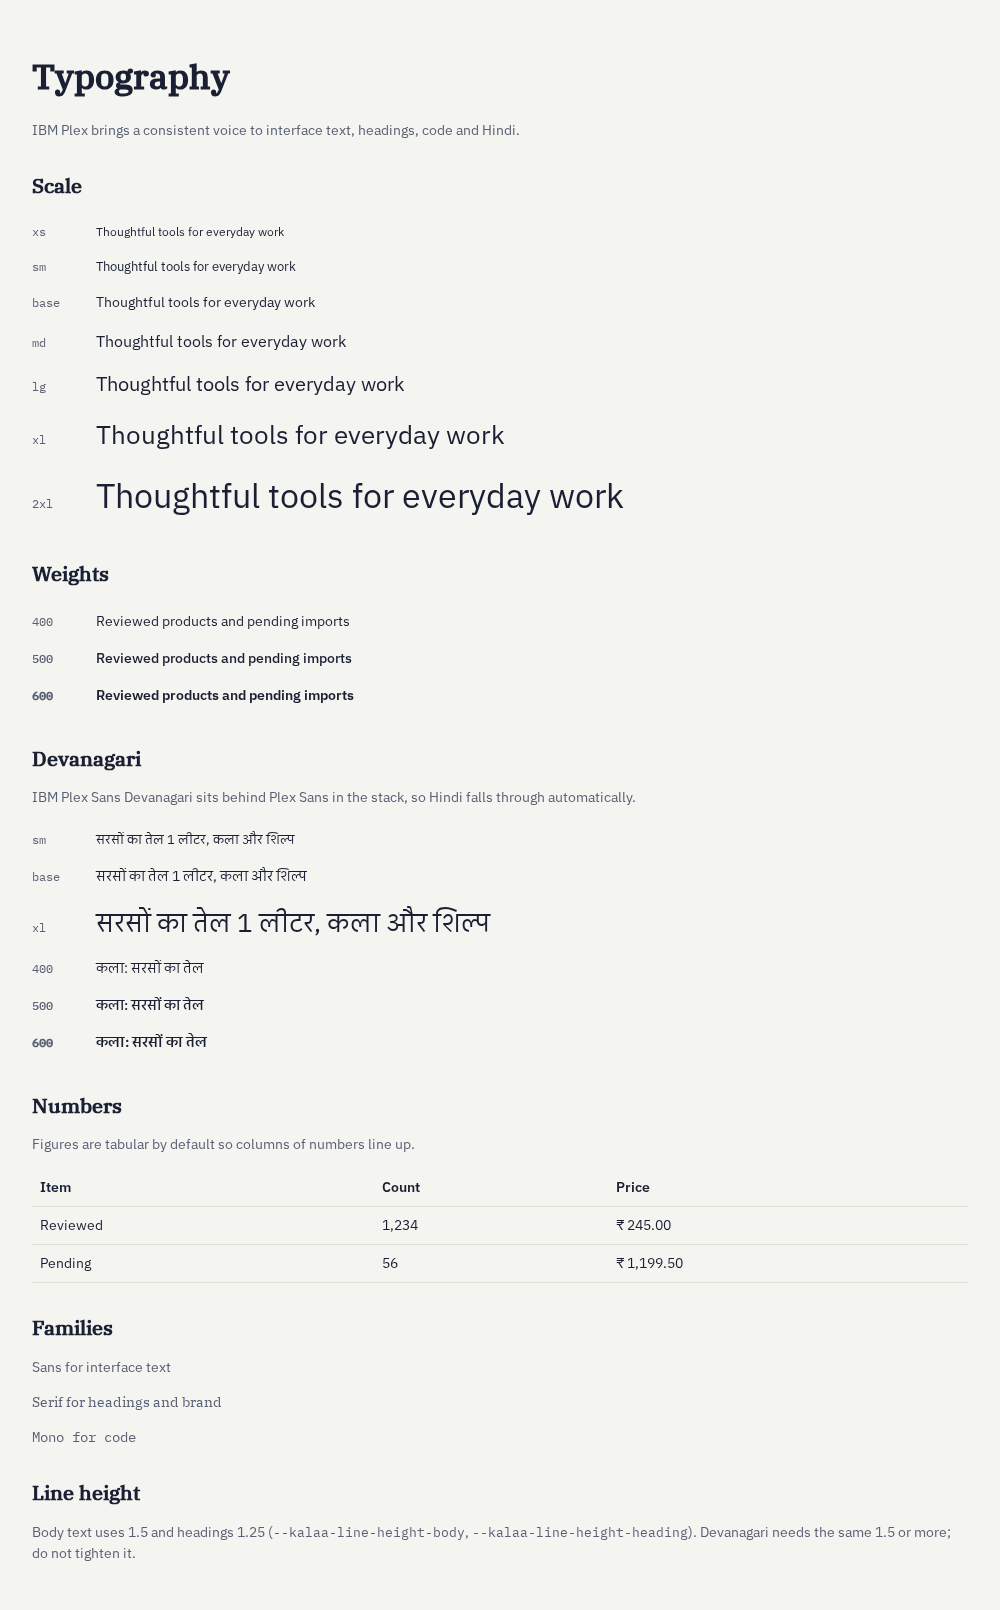 Typography
IBM Plex brings a consistent voice to interface text, headings, code and Hindi.
Scale
xs Thoughtful tools for everyday work
sm Thoughtful tools for everyday work
base Thoughtful tools for everyday work
md Thoughtful tools for everyday work
lg Thoughtful tools for everyday work
xl Thoughtful tools for everyday work
2xl Thoughtful tools for everyday work
Weights
400 Reviewed products and pending imports
500 Reviewed products and pending imports
600 Reviewed products and pending imports
Devanagari
IBM Plex Sans Devanagari sits behind Plex Sans in the stack, so Hindi falls through automatically.
sm सरसों का तेल 1 लीटर, कला और शिल्प
base सरसों का तेल 1 लीटर, कला और शिल्प
xl सरसों का तेल 1 लीटर, कला और शिल्प
400 कला: सरसों का तेल
500 कला: सरसों का तेल
600 कला: सरसों का तेल
Numbers
Figures are tabular by default so columns of numbers line up.
Item Count Price
Reviewed 1,234 ₹ 245.00
Pending 56 ₹ 1,199.50
Families
Sans for interface text
Serif for headings and brand
Mono for code
Line height
Body text uses 1.5 and headings 1.25 (--kalaa-line-height-body, --kalaa-line-height-heading). Devanagari needs the same 1.5 or more;
do not tighten it.